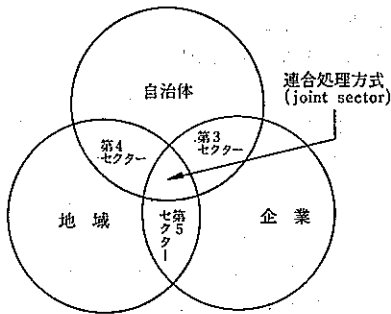 自治体
連合処理方式
(joint sector)
第4
セクター
第3
セクター
地域
第5
セクター
企業